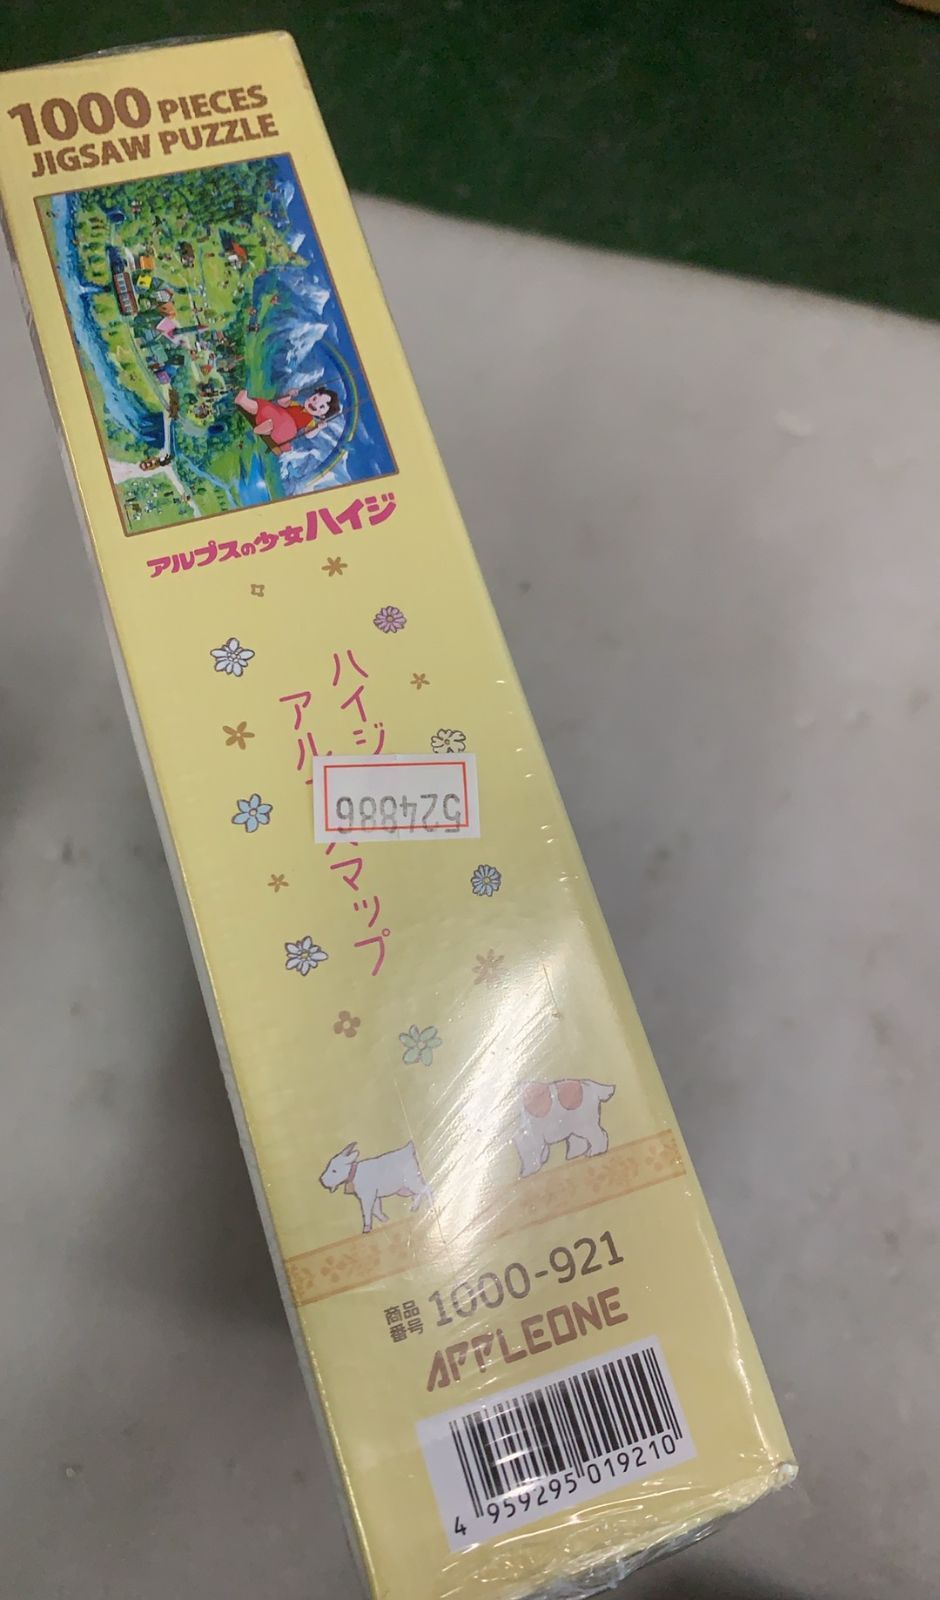 1000 PIECES
JIGSAW PUZZLE
アルプスの少女ハイジ
ハイジ
アル
スマップ
524886
商品
番号 1000-921
APPLEONE
4 959295 019210